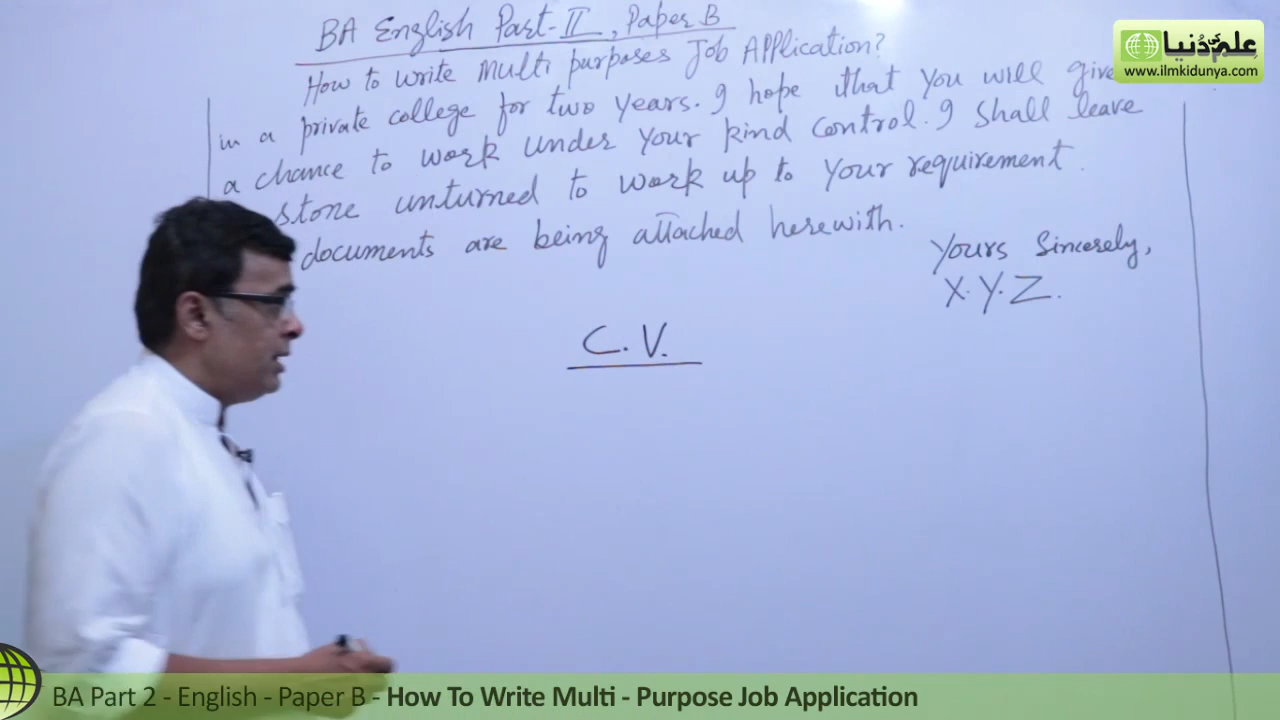 BA English Part-II, Paper B
How to write Multi purposes Job Application?
in a private college for two years. I hope that you will give
a chance to work under your kind control. I shall leave
stone unturned to work up to your requirement.
documents are being attached herewith.
Yours Sincerely,
X.Y.Z.
C.V.
علم کی دُنیا
www.ilmkidunya.com
BA Part 2 - English - Paper B - How To Write Multi - Purpose Job Application